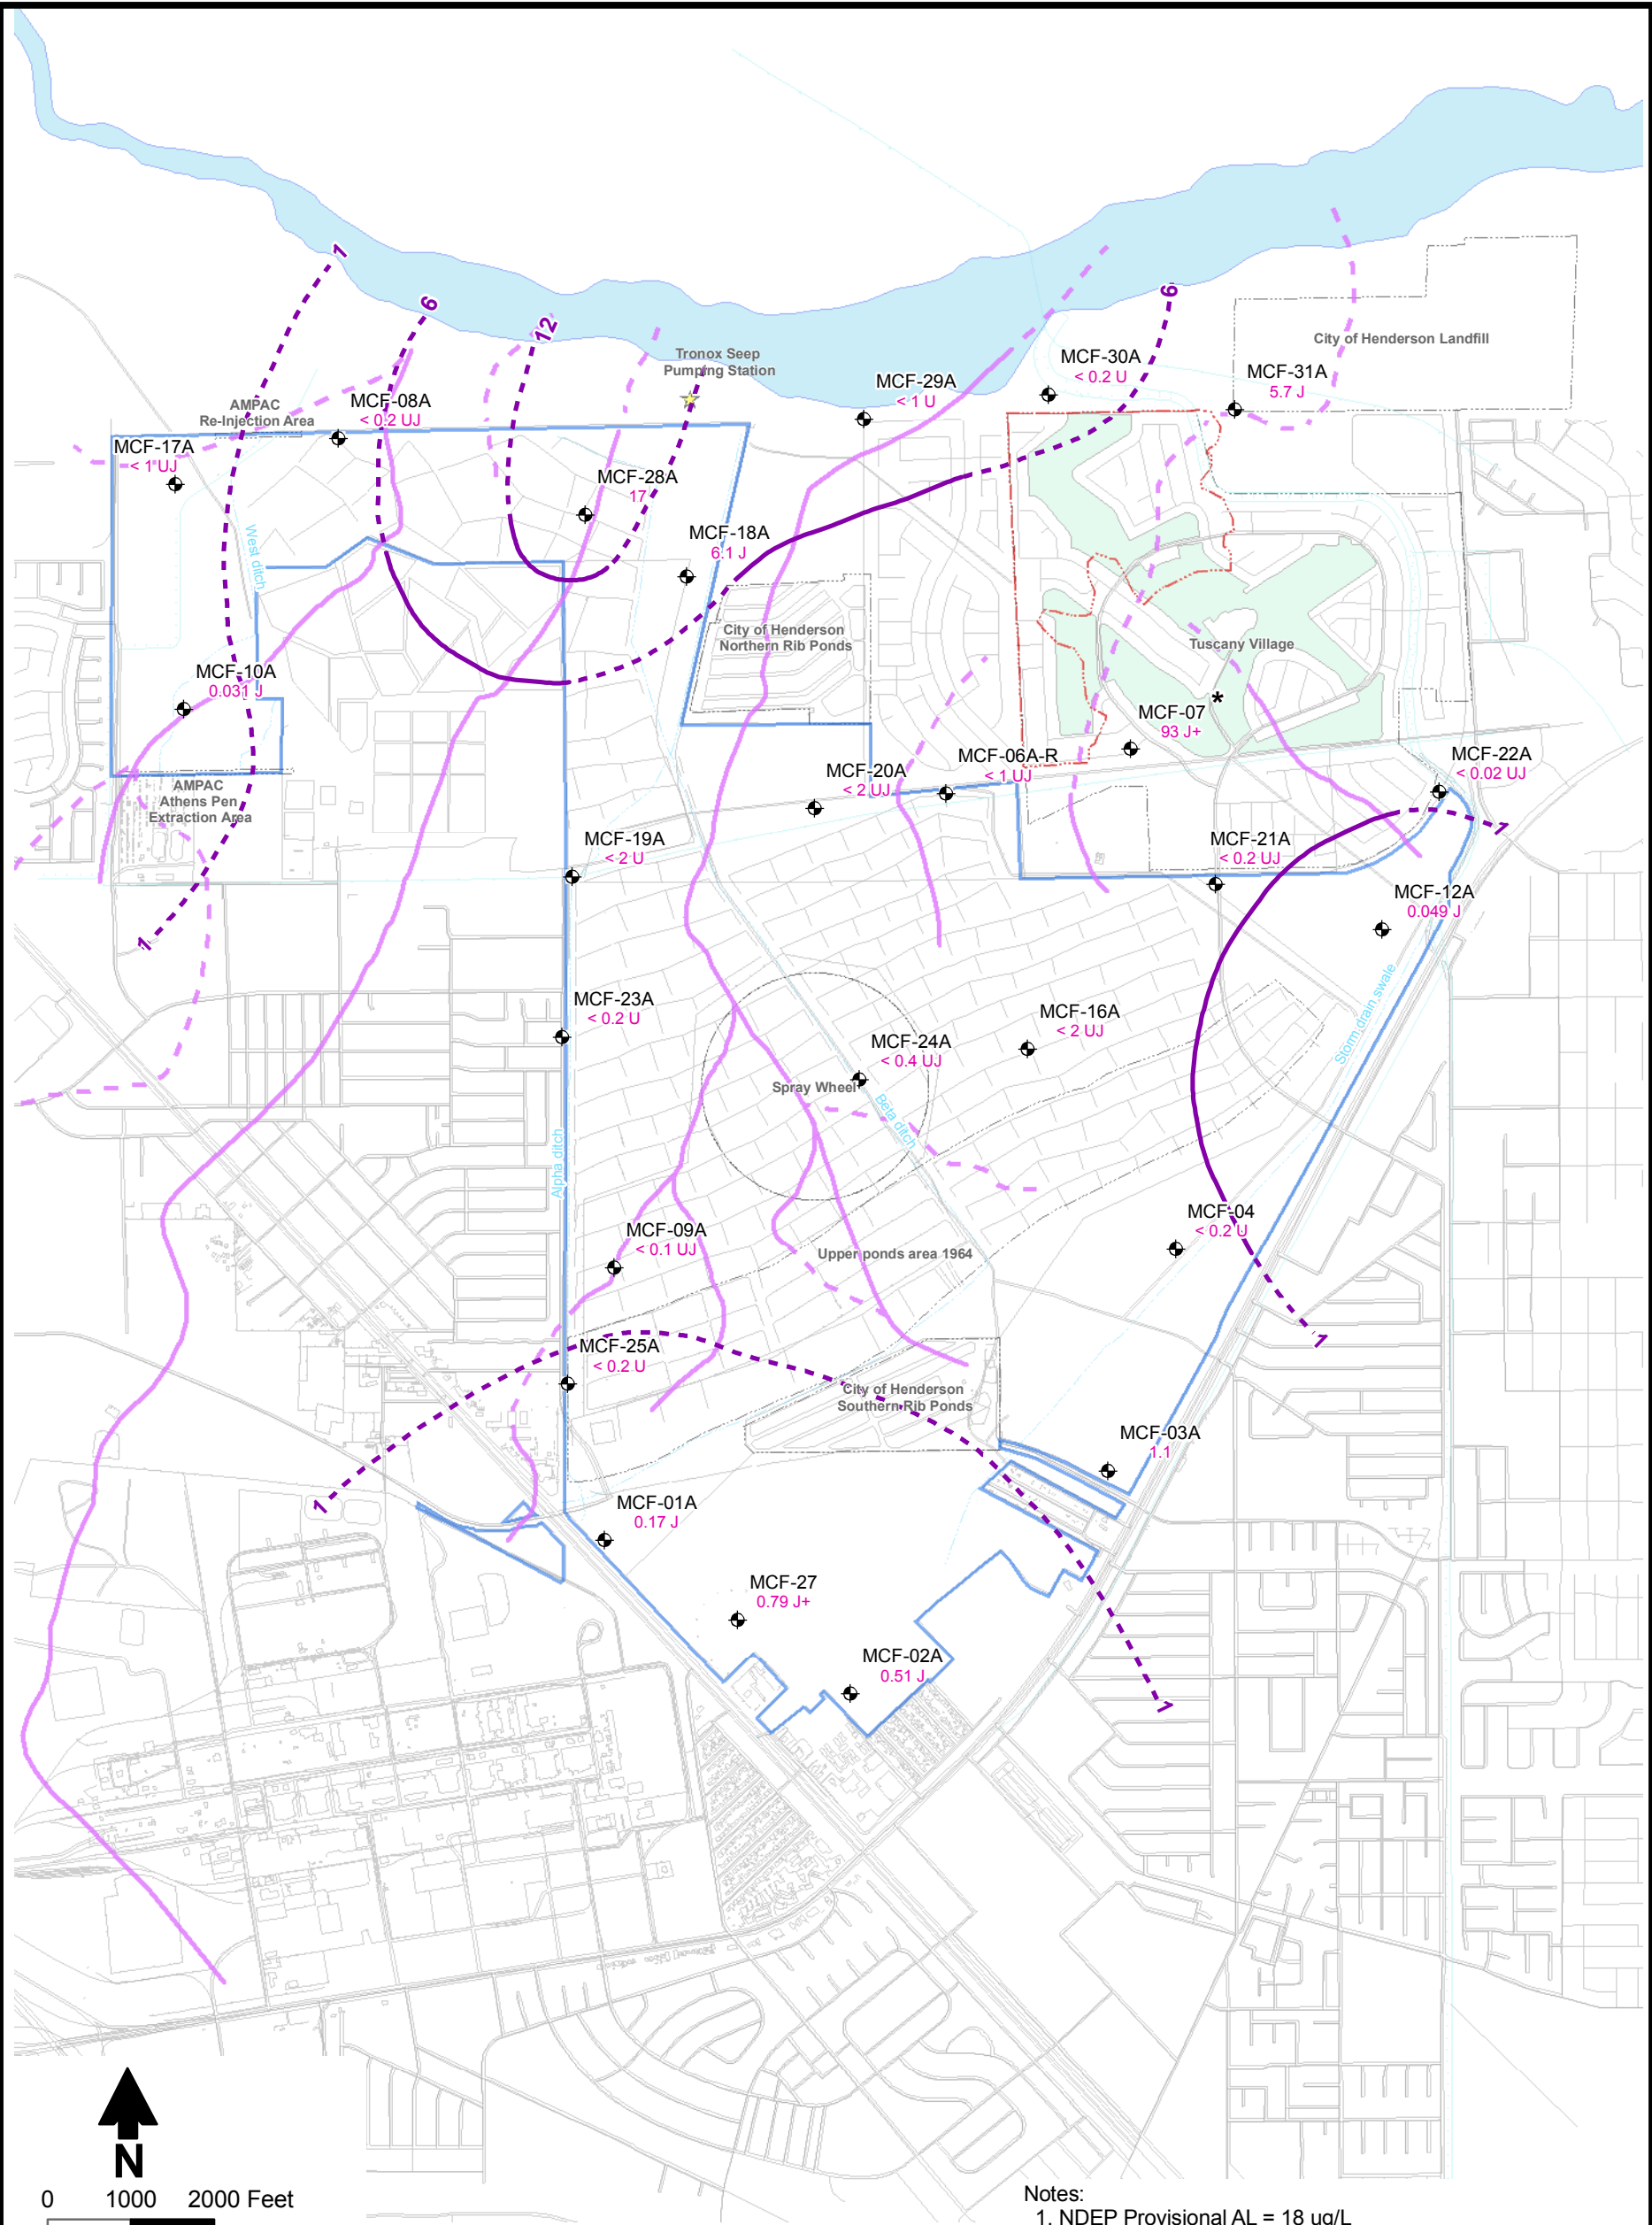 1
6
12
6
Tronox Seep
Pumping Station
City of Henderson Landfill
MCF-30A
< 0.2 U
MCF-31A
5.7 J
MCF-29A
< 1 U
AMPAC
Re-Injection Area
MCF-08A
< 0.2 UJ
MCF-17A
< 1 UJ
MCF-28A
17
West ditch
MCF-18A
6.1 J
City of Henderson
Northern Rib Ponds
Tuscany Village
*
MCF-10A
0.031 J
MCF-07
93 J+
MCF-06A-R
< 1 UJ
MCF-22A
< 0.02 UJ
MCF-20A
< 2 UJ
AMPAC
Athens Pen
Extraction Area
1
MCF-19A
< 2 U
MCF-21A
< 0.2 UJ
MCF-12A
0.049 J
1
MCF-23A
< 0.2 U
MCF-16A
< 2 UJ
MCF-24A
< 0.4 UJ
Storm drain swale
Spray Wheel
Beta ditch
Alpha ditch
MCF-04
< 0.2 U
MCF-09A
< 0.1 UJ
Upper ponds area 1964
1
MCF-25A
< 0.2 U
City of Henderson
Southern Rib Ponds
MCF-03A
1.1
1
MCF-01A
0.17 J
MCF-27
0.79 J+
MCF-02A
0.51 J
1
N
0 1000 2000 Feet
Notes:
1. NDEP Provisional AL = 18 ug/L